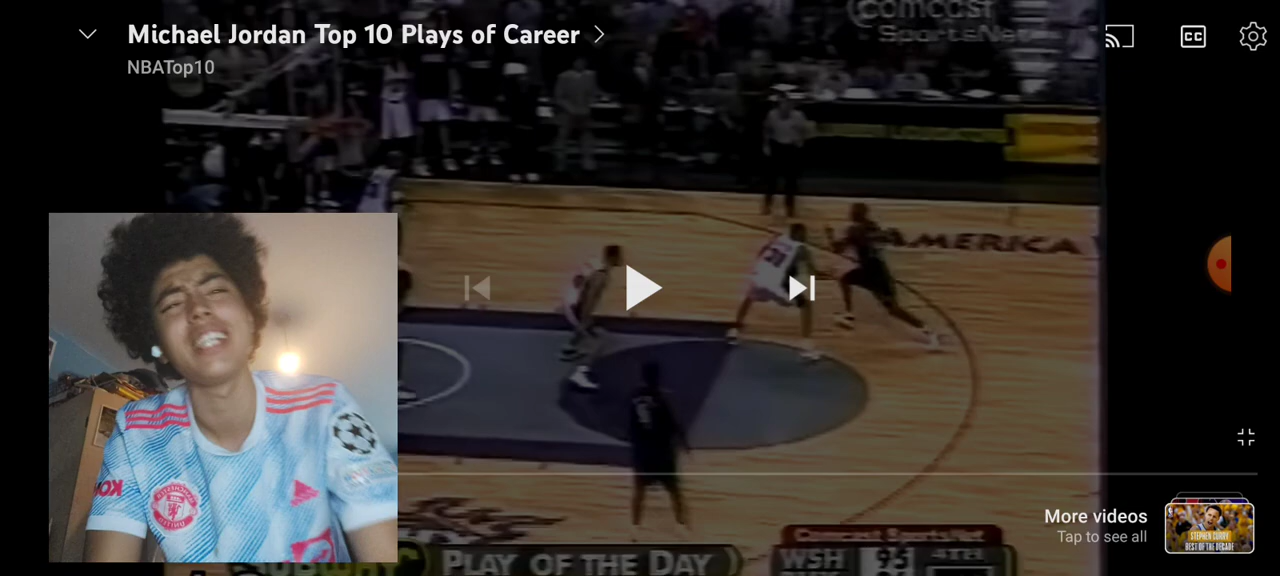 Michael Jordan Top 10 Plays of Career
NBATop10
comcast
SportsNet
CC
AMERICA
More videos
Tap to see all
STEPHEN CURRY
BEST OF THE DECADE
Comcast SportsNet
PLAY OF THE DAY
WSH 95 4TH